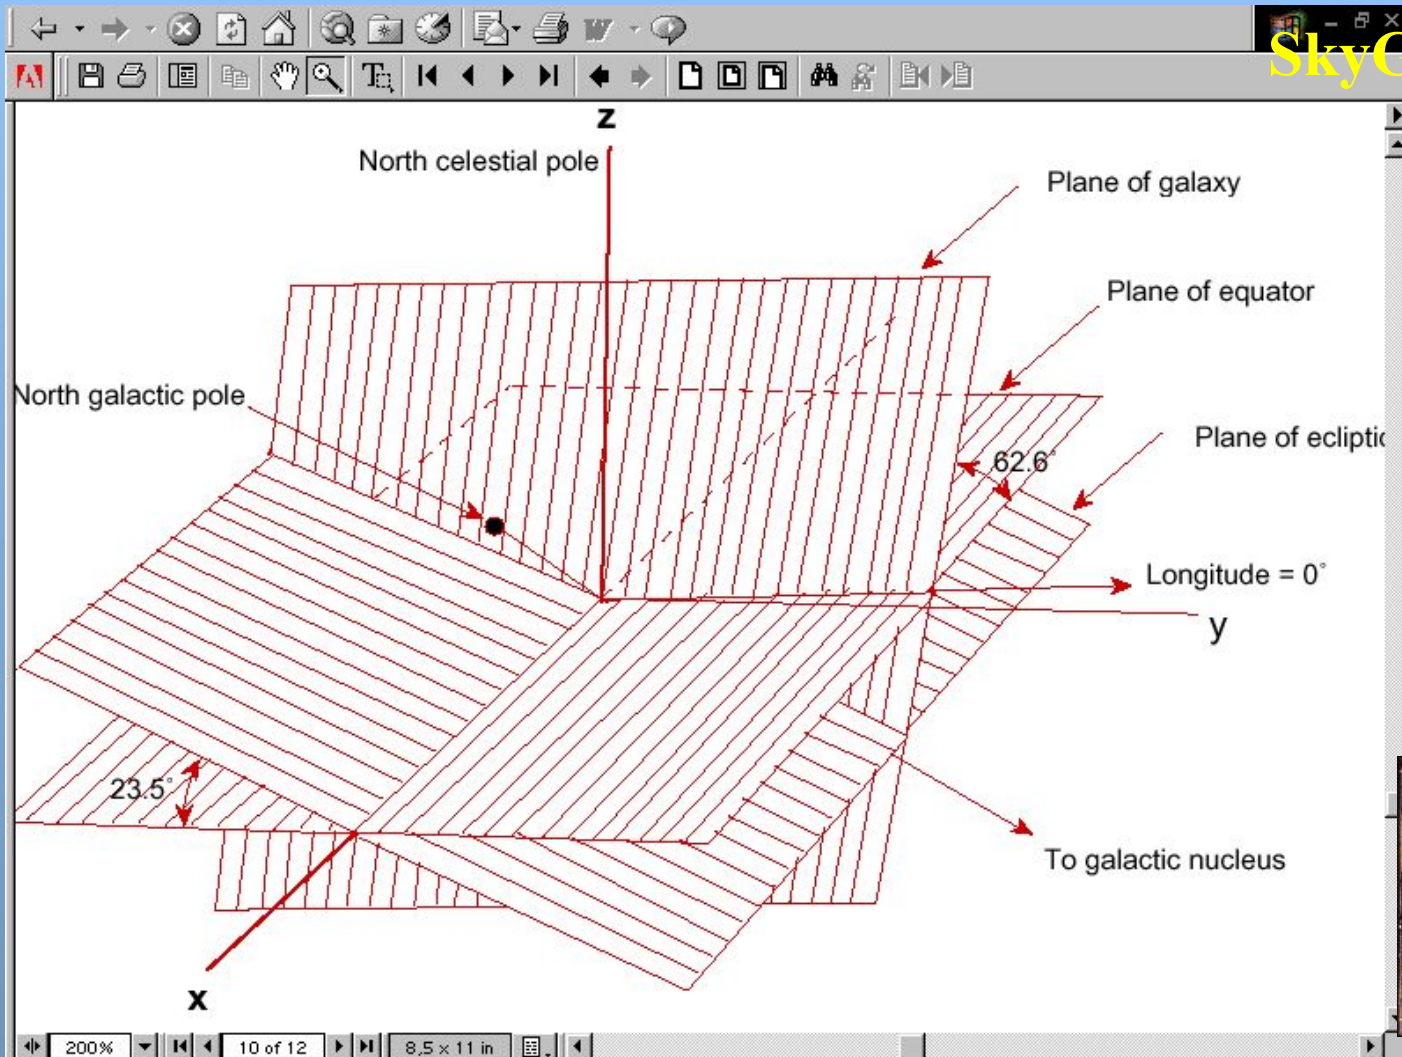 SkyC
z
North celestial pole
Plane of galaxy
Plane of equator
North galactic pole
Plane of ecliptic
62.6°
Longitude = 0°
y
23.5°
To galactic nucleus
x
200%
10 of 12
8,5 x 11 in